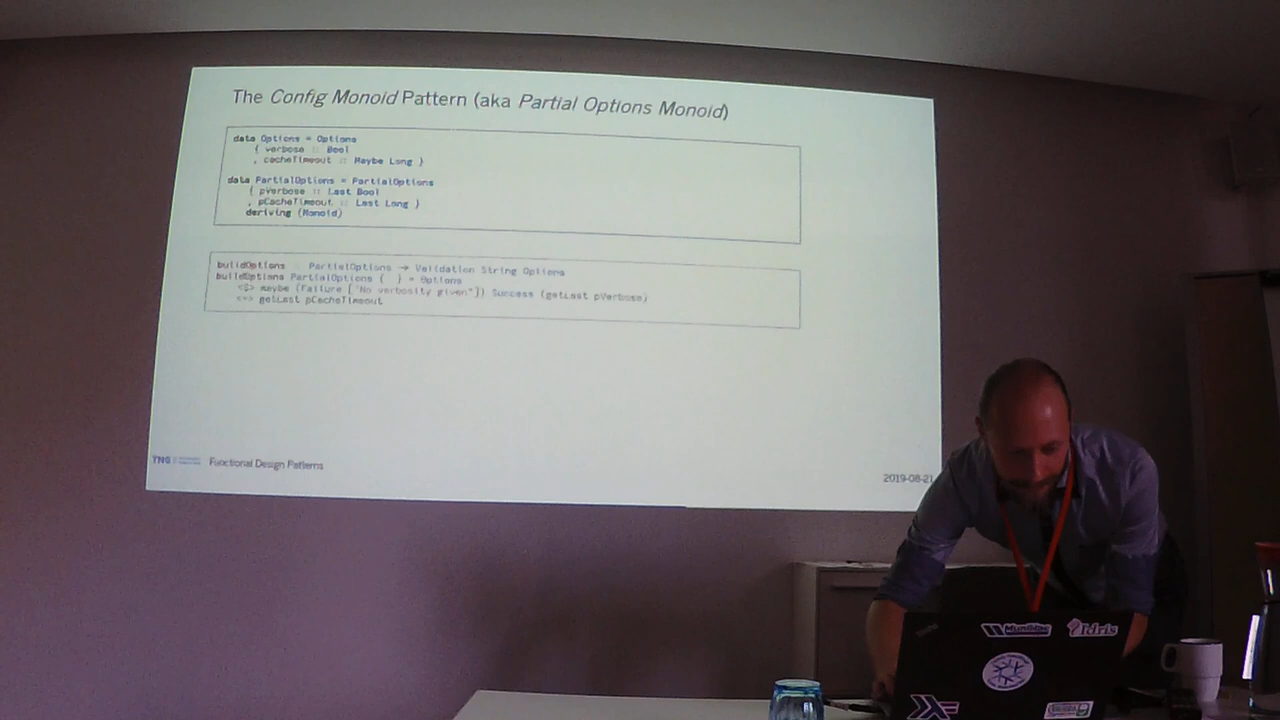 The Config Monoid Pattern (aka Partial Options Monoid)
data Options = Options
{ verbose :: Bool
, cacheTimeout :: Maybe Long }
data PartialOptions = PartialOptions
{ pVerbose :: Last Bool
, pCacheTimeout :: Last Long }
deriving (Monoid)
buildOptions :: PartialOptions -> Validation String Options
buildOptions PartialOptions { } = Options
<$> maybe (Failure ["No verbosity given"]) Success (getLast pVerbose)
<*> getLast pCacheTimeout
TNG
Functional Design Patterns
2019-08-21
MuniHac
Idris